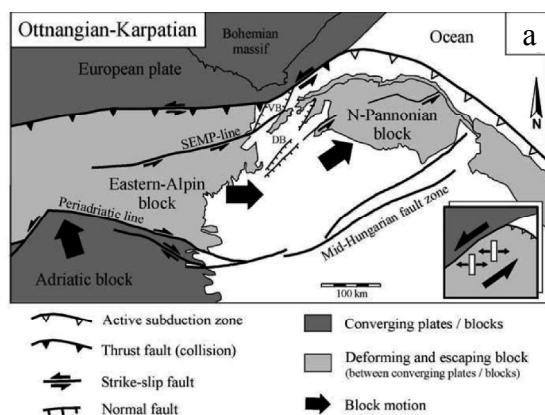 Ottnangian-Karpatian
a
Bohemian
massif
Ocean
European plate
N
VB
SEMP-line
DB
N-Pannonian
block
Eastern-Alpin
block
Periadriatic line
Mid-Hungarian fault zone
Adriatic block
100 km
Active subduction zone
Converging plates / blocks
Thrust fault (collision)
Deforming and escaping block
(between converging plates / blocks)
Strike-slip fault
Normal fault
Block motion